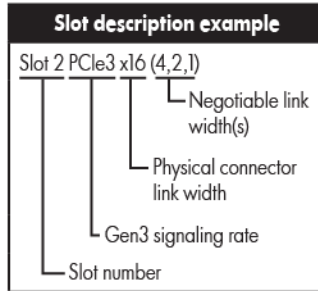 Slot description example
Slot 2 PCIe3 x16 (4,2,1)
Negotiable link
width(s)
Physical connector
link width
Gen3 signaling rate
Slot number